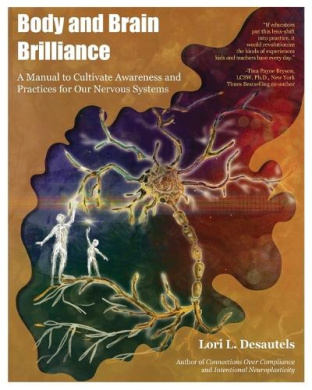 Body and Brain
Brilliance
A Manual to Cultivate Awareness and
Practices for Our Nervous Systems
"If educators
put this lens-shift
into practice, it
would revolutionize
the kinds of experiences
kids and teachers have every day."
–Tina Payne Bryson,
LCSW, Ph.D., New York
Times Bestselling co-author
Lori L. Desautels
Author of Connections Over Compliance
and Intentional Neuroplasticity